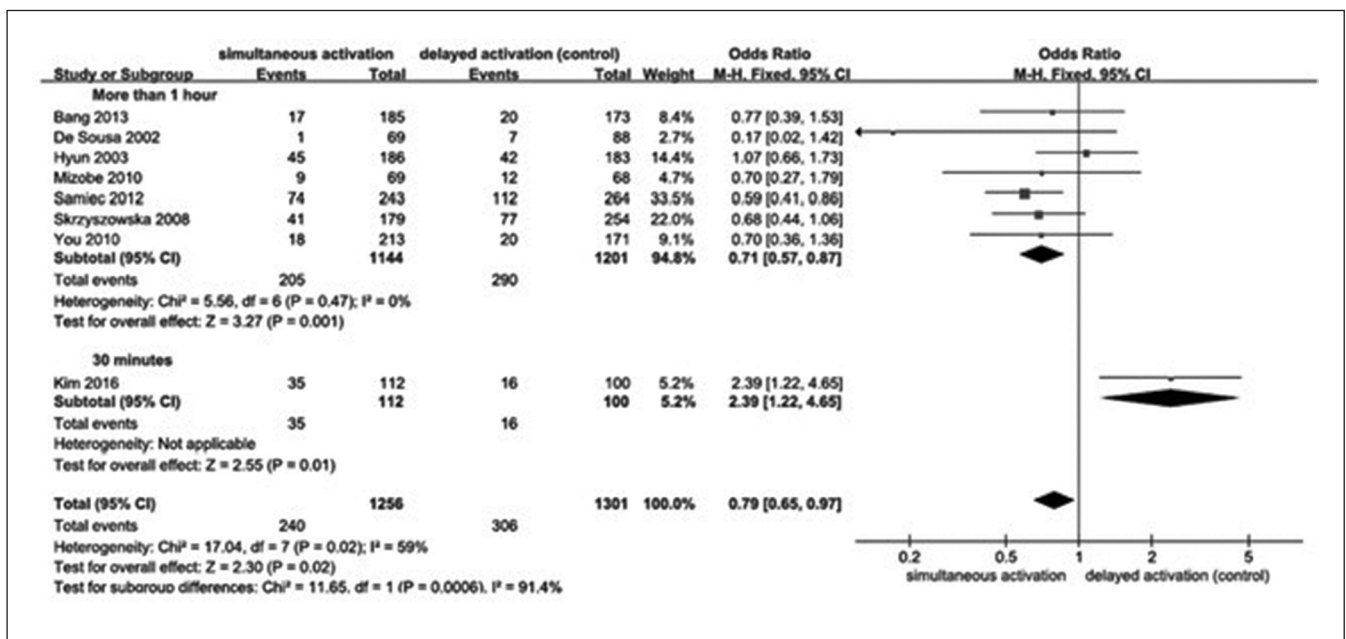 simultaneous activation delayed activation (control) Odds Ratio Odds Ratio
Study or Subgroup Events Total Events Total Weight M-H, Fixed, 95% CI M-H, Fixed, 95% CI
More than 1 hour
Bang 2013 17 185 20 173 8.4% 0.77 [0.39, 1.53]
De Sousa 2002 1 69 7 88 2.7% 0.17 [0.02, 1.42]
Hyun 2003 45 186 42 183 14.4% 1.07 [0.66, 1.73]
Mizobe 2010 9 69 12 68 4.7% 0.70 [0.27, 1.79]
Samiec 2012 74 243 112 264 33.5% 0.59 [0.41, 0.86]
Skrzyszowska 2008 41 179 77 254 22.0% 0.68 [0.44, 1.06]
You 2010 18 213 20 171 9.1% 0.70 [0.36, 1.36]
Subtotal (95% CI) 1144 1201 94.8% 0.71 [0.57, 0.87]
Total events 205 290
Heterogeneity: Chi² = 5.56, df = 6 (P = 0.47); I² = 0%
Test for overall effect: Z = 3.27 (P = 0.001)
30 minutes
Kim 2016 35 112 16 100 5.2% 2.39 [1.22, 4.65]
Subtotal (95% CI) 112 100 5.2% 2.39 [1.22, 4.65]
Total events 35 16
Heterogeneity: Not applicable
Test for overall effect: Z = 2.55 (P = 0.01)
Total (95% CI) 1256 1301 100.0% 0.79 [0.65, 0.97]
Total events 240 306
Heterogeneity: Chi² = 17.04, df = 7 (P = 0.02); I² = 59%
Test for overall effect: Z = 2.30 (P = 0.02)
Test for subgroup differences: Chi² = 11.65, df = 1 (P = 0.0006), I² = 91.4%
0.2 0.5 1 2 5
simultaneous activation delayed activation (control)